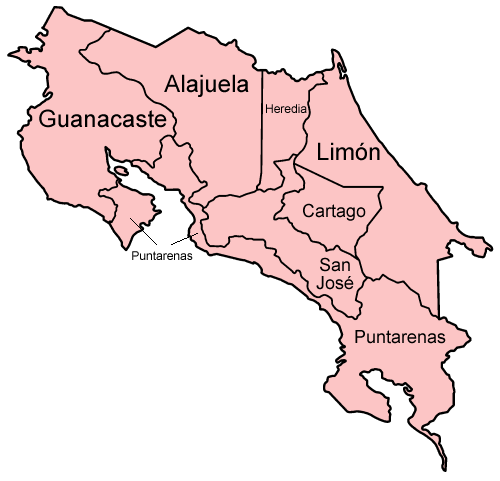 Alajuela
Heredia
Guanacaste
Limón
Cartago
Puntarenas
San
José
Puntarenas